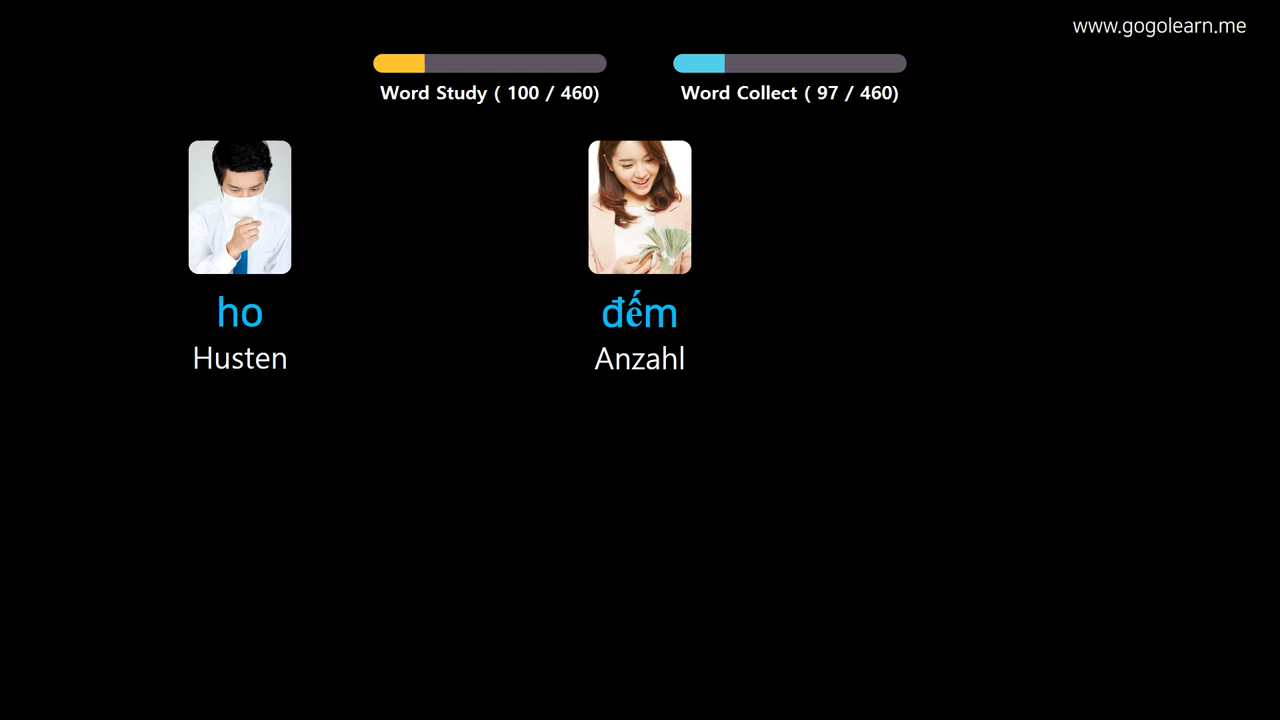 www.gogolearn.me
Word Study ( 100 / 460)
Word Collect ( 97 / 460)
ho
Husten
đếm
Anzahl